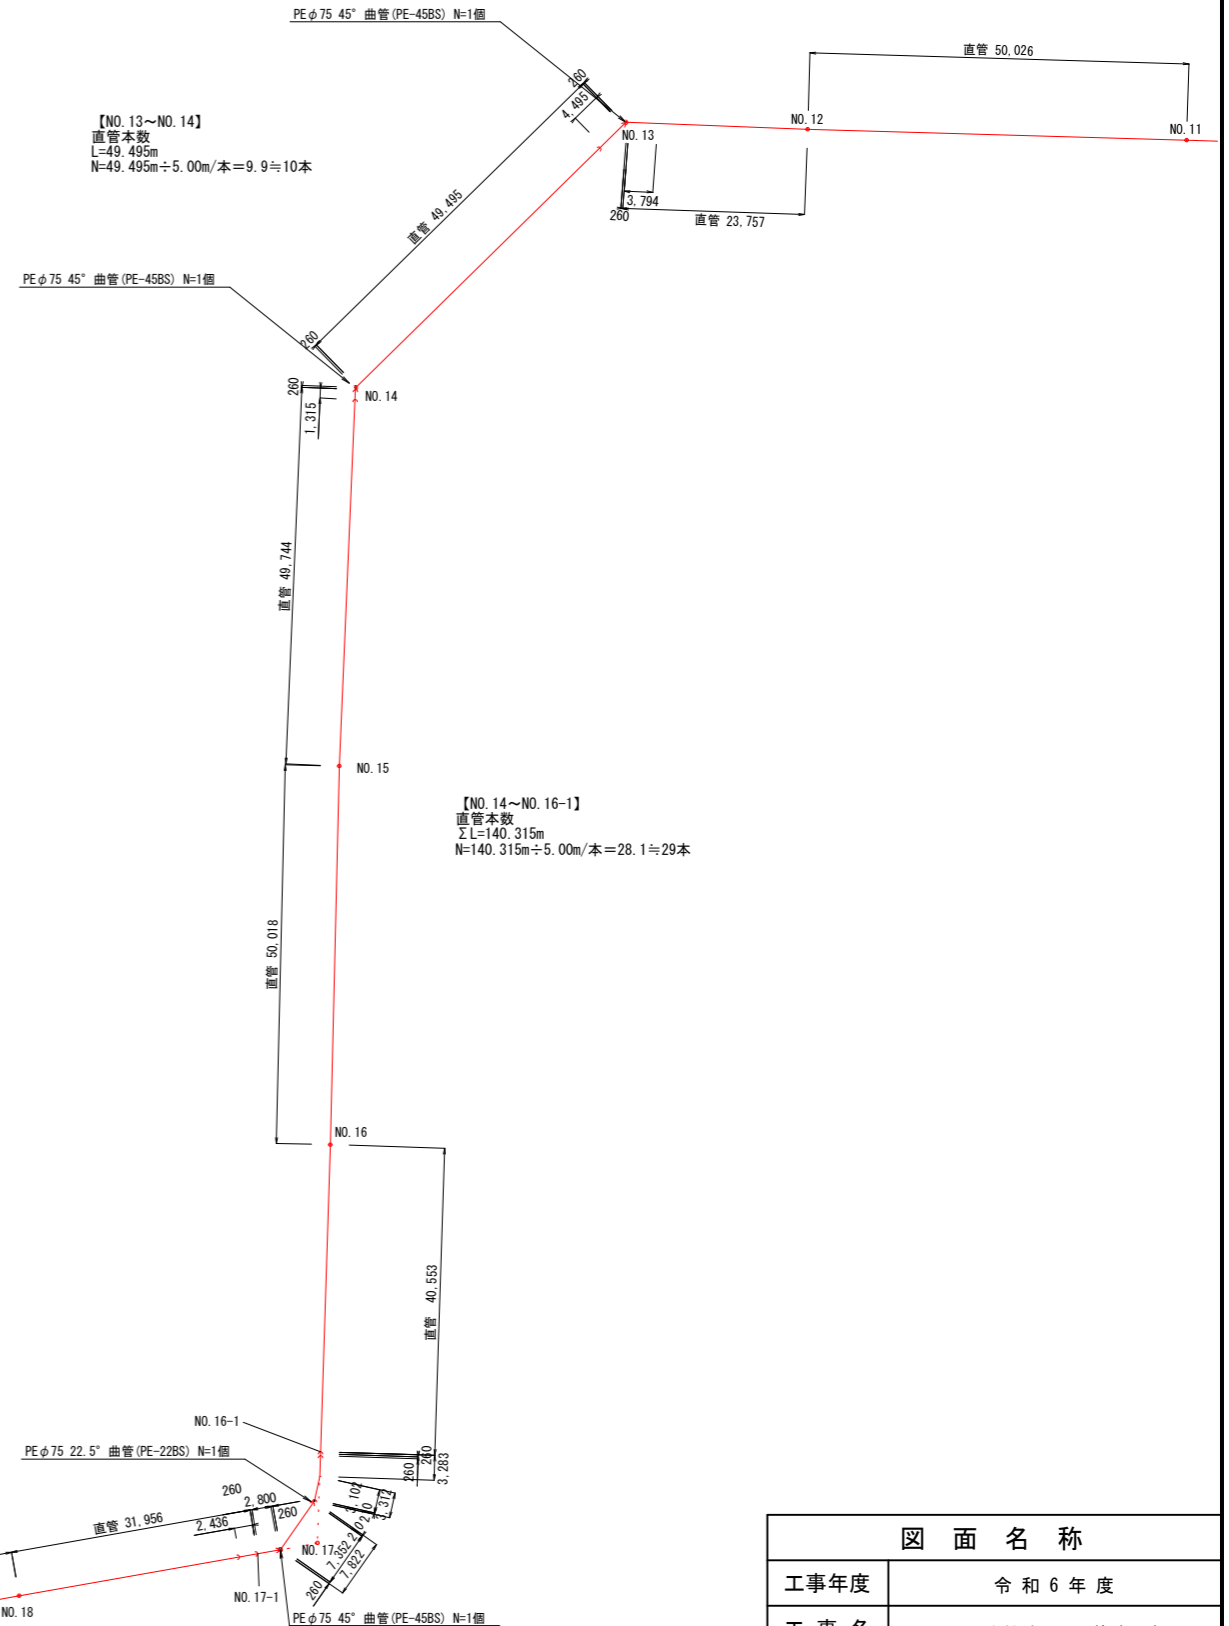 PEφ75 45° 曲管(PE-45BS) N=1個
直管 50,026
【NO.13～NO.14】
直管本数
L=49.495m
N=49.495m÷5.00m/本＝9.9≒10本
260
4,495
NO.13
NO.12
NO.11
3,794
260
直管 23,757
直管 49,495
PEφ75 45° 曲管(PE-45BS) N=1個
260
260
1,315
NO.14
直管 49,744
NO.15
【NO.14～NO.16-1】
直管本数
ΣL=140.315m
N=140.315m÷5.00m/本＝28.1≒29本
直管 50,018
NO.16
直管 40,553
NO.16-1
PEφ75 22.5° 曲管(PE-22BS) N=1個
260
260
3,283
3,102
210
3,312
260
2,800
260
直管 31,956
2,436
210
7,352
7,822
260
NO.17
NO.17-1
NO.18
PEφ75 45° 曲管(PE-45BS) N=1個
図面名称
工事年度
令和6年度
工事名